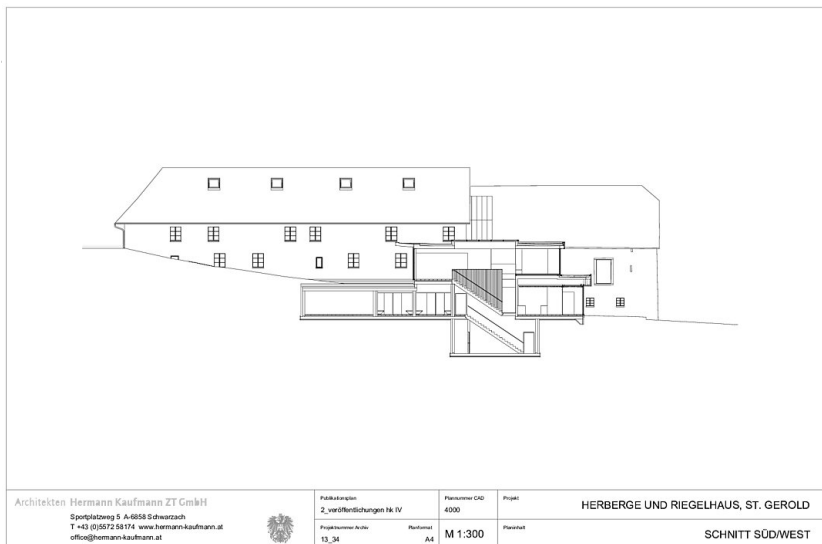 Architekten Hermann Kaufmann ZT GmbH
Sportplatzweg 5 A-6858 Schwarzach
T +43 (0)5572 58174 www.hermann-kaufmann.at
office@hermann-kaufmann.at
Publikationsplan
2_veröffentlichungen hk IV
Projektnummer Archiv
Planformat
13_34
A4
Plannummer CAD
4000
M 1:300
Projekt
HERBERGE UND RIEGELHAUS, ST. GEROLD
Planinhalt
SCHNITT SÜD/WEST